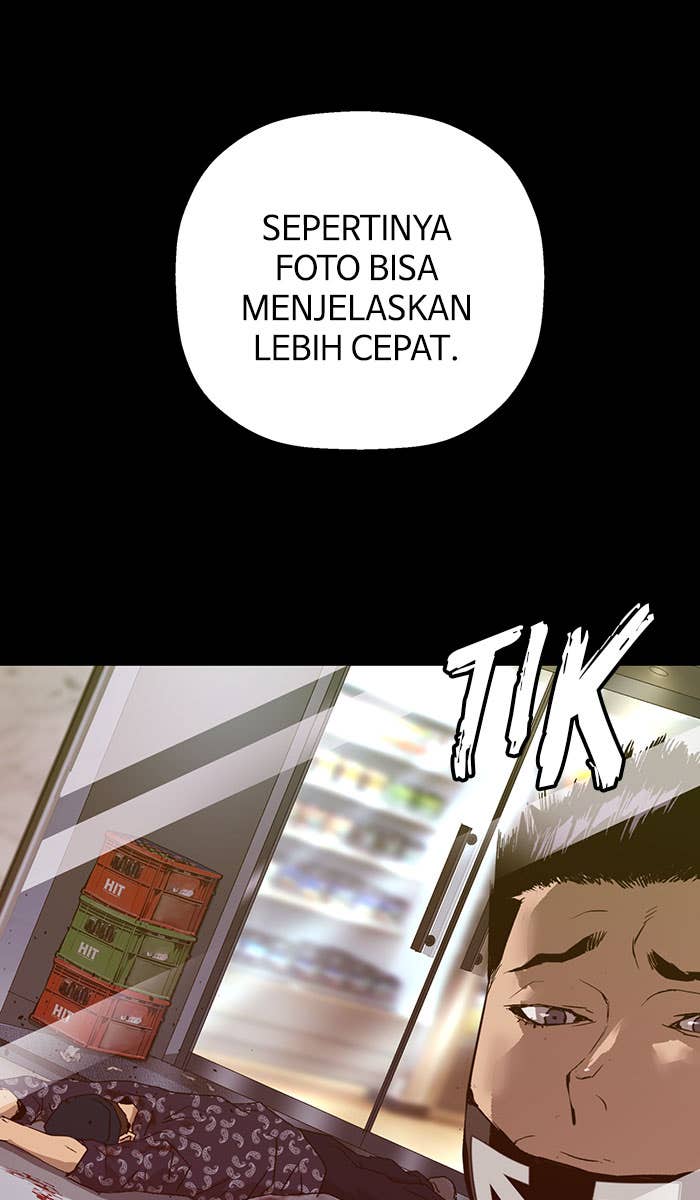 SEPERTINYA
FOTO BISA
MENJELASKAN
LEBIH CEPAT.
TIK
HIT
HIT
HIT